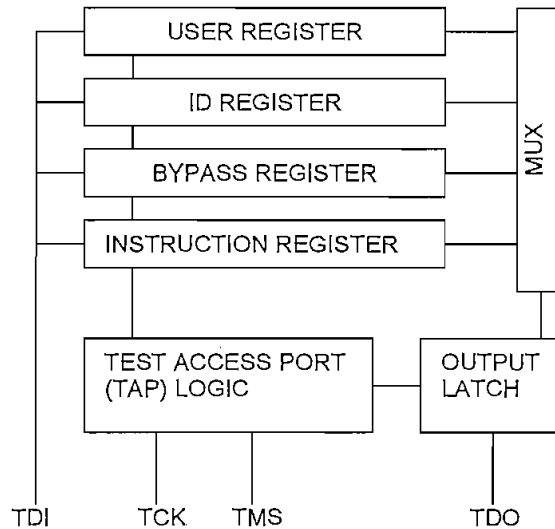 USER REGISTER
ID REGISTER
BYPASS REGISTER
INSTRUCTION REGISTER
MUX
TEST ACCESS PORT
(TAP) LOGIC
OUTPUT
LATCH
TDI
TCK
TMS
TDO